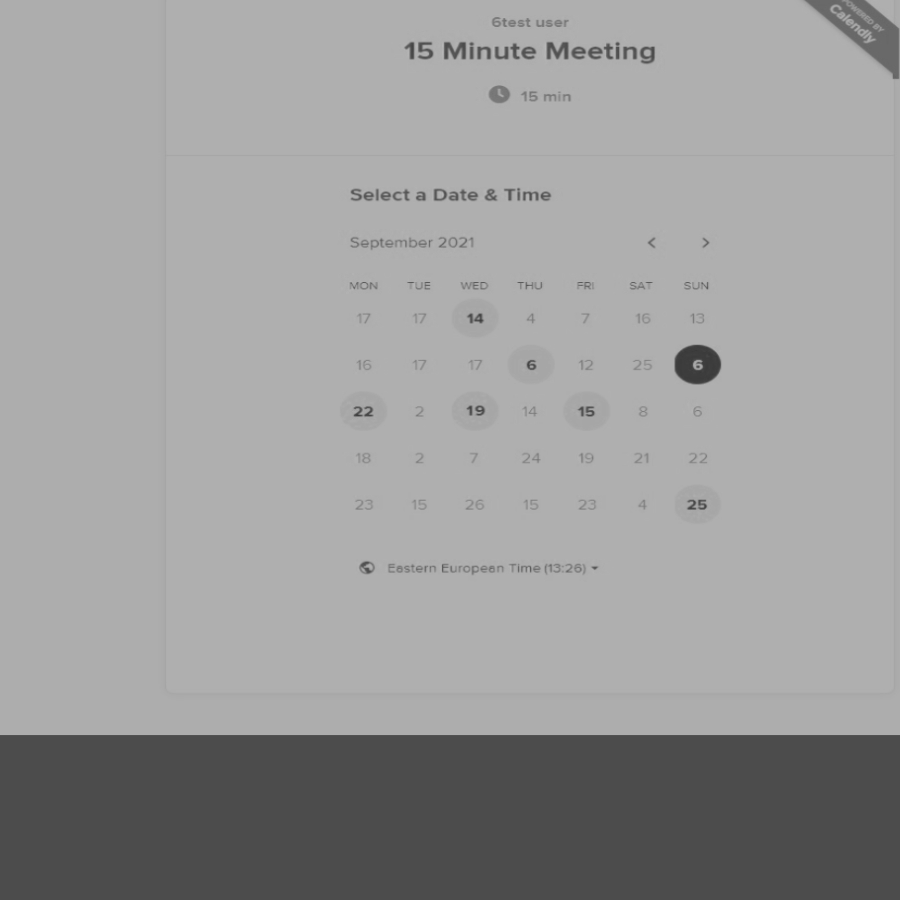 POWERED BY
Calendly
6test user
15 Minute Meeting
15 min
Select a Date & Time
September 2021
MON TUE WED THU FRI SAT SUN
17 17 14 4 7 16 13
16 17 17 6 12 25 6
22 2 19 14 15 8 6
18 2 7 24 19 21 22
23 15 26 15 23 4 25
Eastern European Time (13:26)